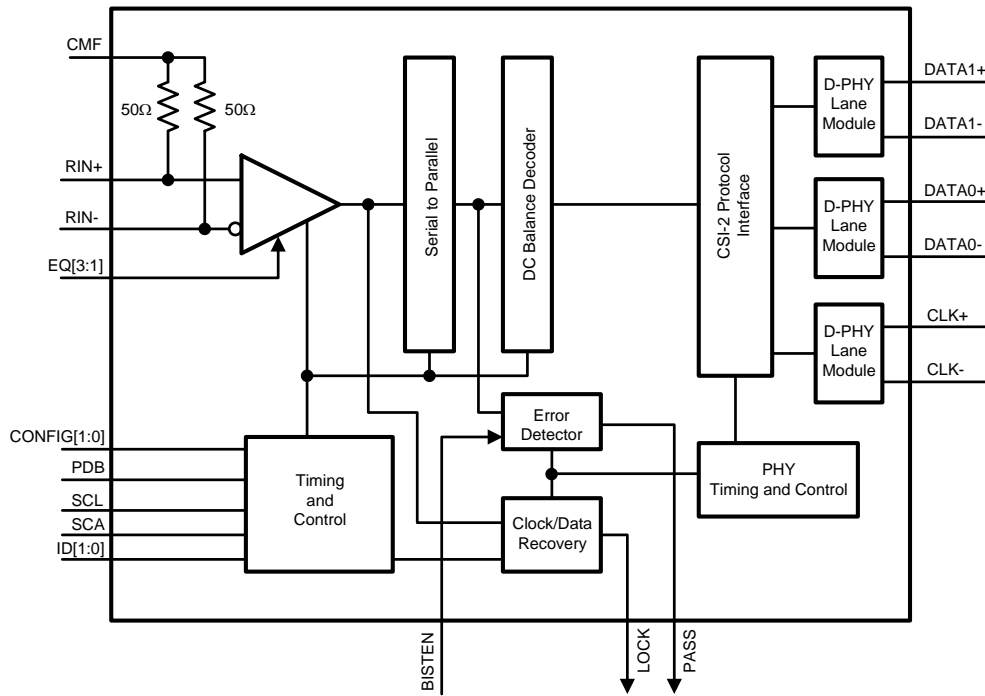 CMF
50Ω
50Ω
RIN+
RIN-
EQ[3:1]
Serial to Parallel
DC Balance Decoder
CSI-2 Protocol
Interface
D-PHY
Lane
Module
DATA1+
DATA1-
D-PHY
Lane
Module
DATA0+
DATA0-
D-PHY
Lane
Module
CLK+
CLK-
CONFIG[1:0]
PDB
SCL
SCA
ID[1:0]
Timing
and
Control
Error
Detector
Clock/Data
Recovery
PHY
Timing and Control
BISTEN
LOCK
PASS